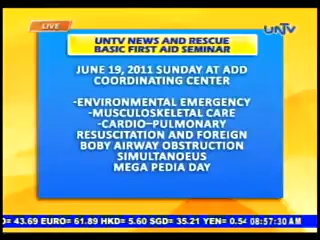 LIVE
UNTV
UNTV NEWS AND RESCUE
BASIC FIRST AID SEMINAR
JUNE 19, 2011 SUNDAY AT ADD
COORDINATING CENTER
-ENVIRONMENTAL EMERGENCY
-MUSCULOSKELETAL CARE
-CARDIO-PULMONARY
RESUSCITATION AND FOREIGN
BOBY AIRWAY OBSTRUCTION
SIMULTANOEUS
MEGA PEDIA DAY
D= 43.69 EURO= 61.89 HKD= 5.60 SGD= 35.21 YEN= 0.54 08:57:30 AM